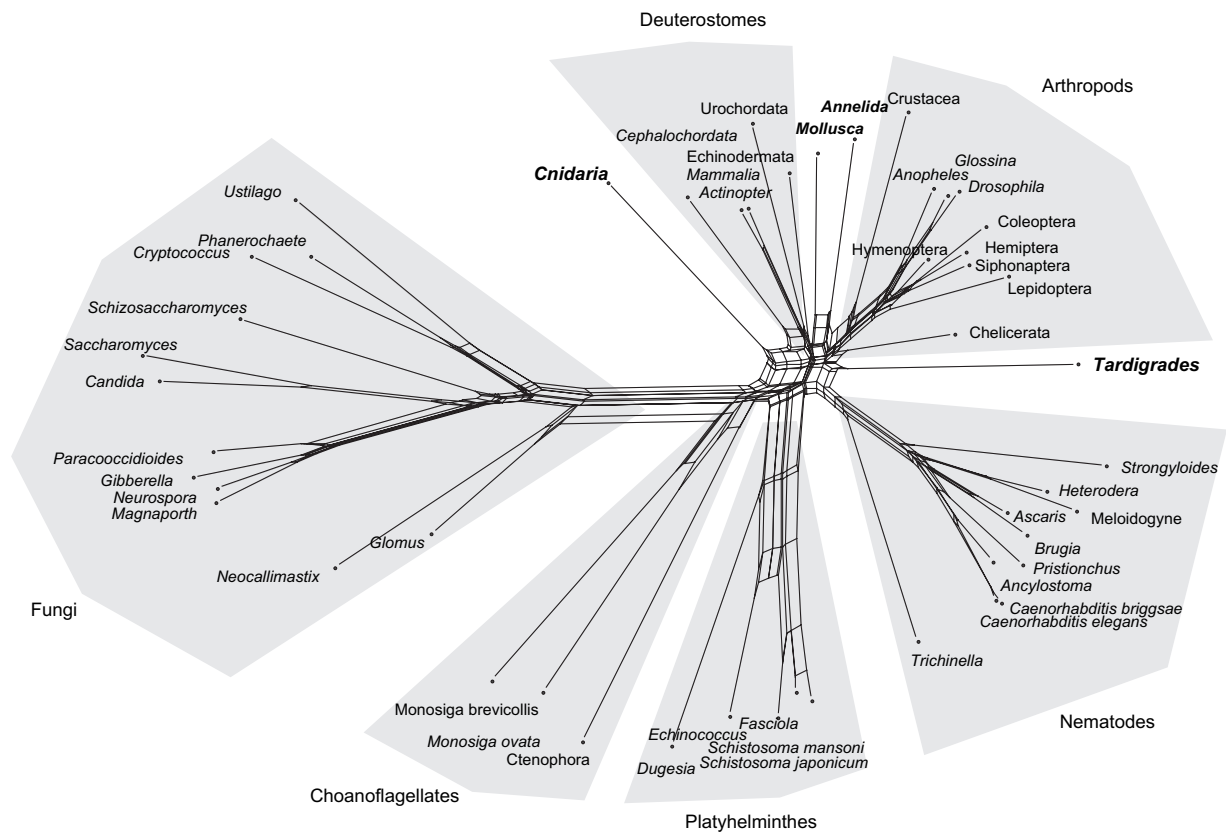 Deuterostomes
Arthropods
Urochordata
Annelida
Crustacea
Cephalochordata
Mollusca
Echinodermata
Mammalia
Actinopter
Cnidaria
Glossina
Anopheles
Drosophila
Coleoptera
Hymenoptera
Hemiptera
Siphonaptera
Lepidoptera
Chelicerata
Tardigrades
Ustilago
Phanerochaete
Cryptococcus
Schizosaccharomyces
Saccharomyces
Candida
Paracooccidioides
Gibberella
Neurospora
Magnaporth
Glomus
Neocallimastix
Fungi
Strongyloides
Heterodera
Ascaris
Meloidogyne
Brugia
Pristionchus
Ancylostoma
Caenorhabditis briggsae
Caenorhabditis elegans
Trichinella
Nematodes
Monosiga brevicollis
Monosiga ovata
Ctenophora
Choanoflagellates
Fasciola
Echinococcus
Schistosoma mansoni
Schistosoma japonicum
Dugesia
Platyhelminthes